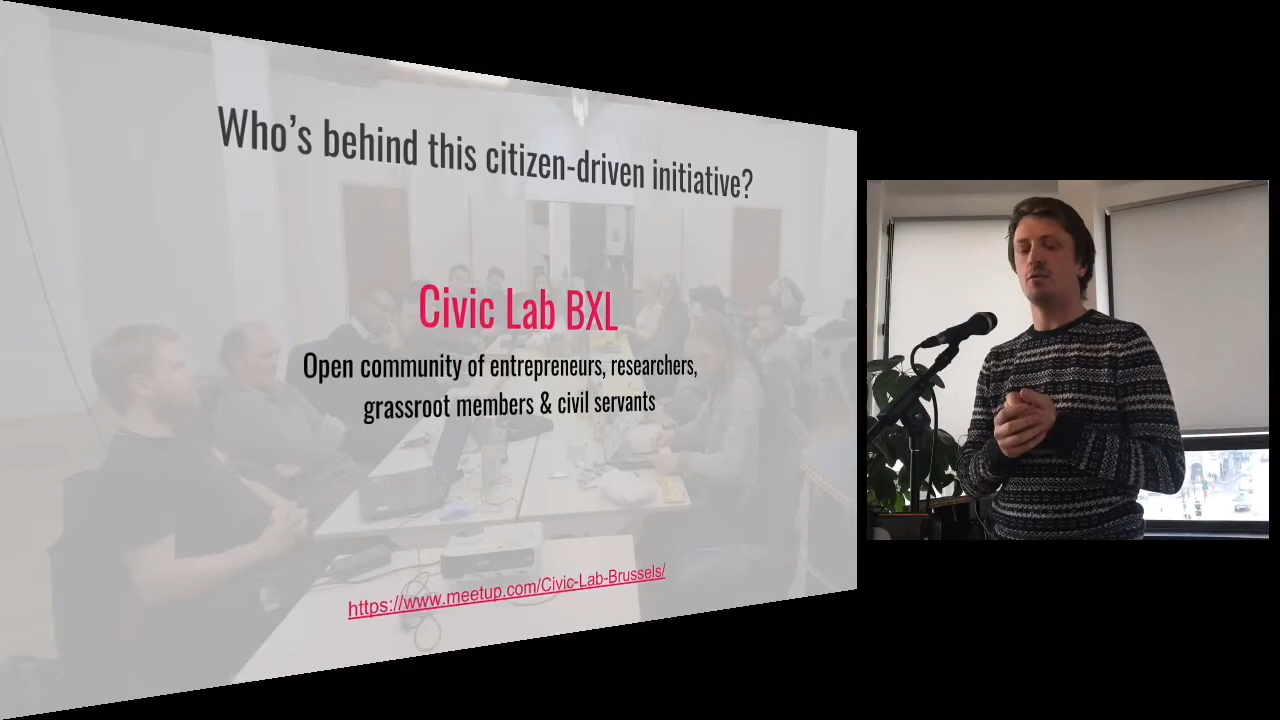 Who's behind this citizen-driven initiative?
Civic Lab BXL
Open community of entrepreneurs, researchers,
grassroot members & civil servants
https://www.meetup.com/Civic-Lab-Brussels/